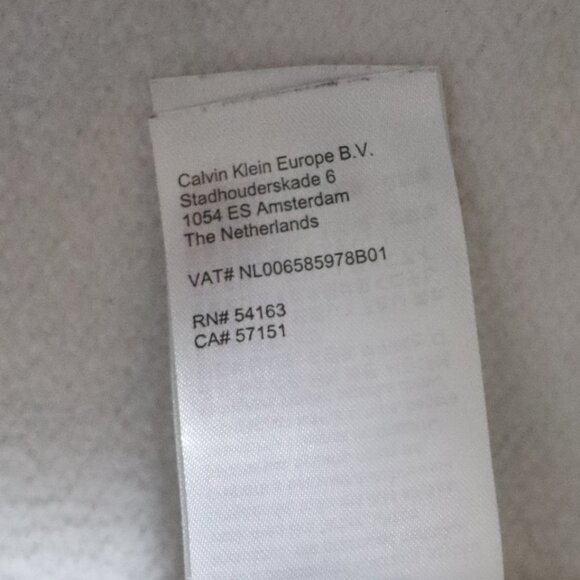 Calvin Klein Europe B.V.
Stadhouderskade 6
1054 ES Amsterdam
The Netherlands
VAT# NL006585978B01
RN# 54163
CA# 57151